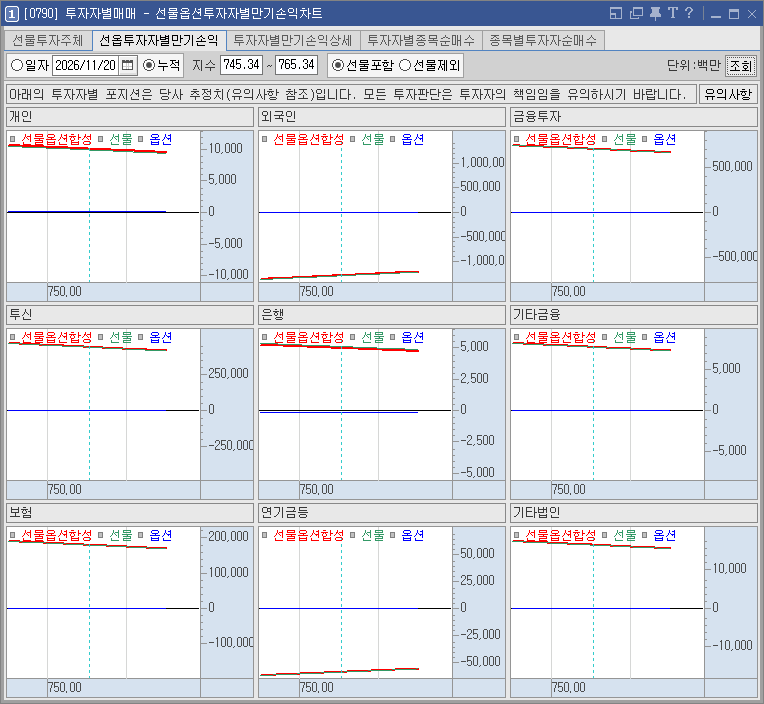 1 [0790] 투자자별매매 - 선물옵션투자자별만기손익차트 T ?
선물투자주체 선옵투자자별만기손익 투자자별만기손익상세 투자자별종목순매수 종목별투자자순매수
일자 2026/11/20 누적 지수 745.34 ~ 765.34 선물포함 선물제외 단위:백만 조회
아래의 투자자별 포지션은 당사 추정치(유의사항 참조)입니다. 모든 투자판단은 투자자의 책임임을 유의하시기 바랍니다. 유의사항
개인
선물옵션합성 선물 옵션
10,000
5,000
0
-5,000
-10,000
750.00
외국인
선물옵션합성 선물 옵션
1,000,00
500,000
0
-500,000
-1,000,0
750.00
금융투자
선물옵션합성 선물 옵션
500,000
0
-500,000
750.00
투신
선물옵션합성 선물 옵션
250,000
0
-250,000
750.00
은행
선물옵션합성 선물 옵션
5,000
2,500
0
-2,500
-5,000
750.00
기타금융
선물옵션합성 선물 옵션
5,000
0
-5,000
750.00
보험
선물옵션합성 선물 옵션
200,000
100,000
0
-100,000
750.00
연기금등
선물옵션합성 선물 옵션
50,000
25,000
0
-25,000
-50,000
750.00
기타법인
선물옵션합성 선물 옵션
10,000
0
-10,000
750.00